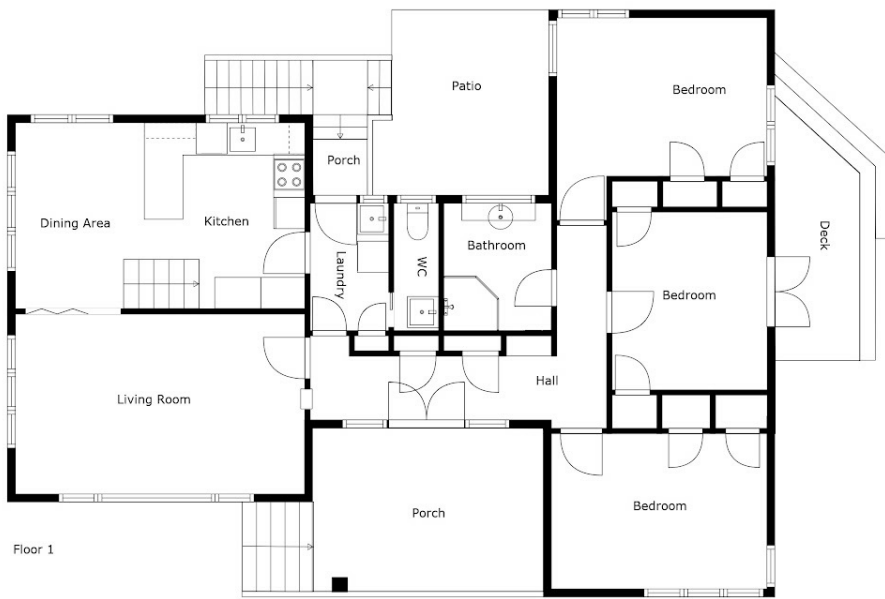 Patio
Bedroom
Porch
Dining Area
Kitchen
Laundry
WC
Bathroom
Deck
Bedroom
Living Room
Hall
Porch
Bedroom
Floor 1